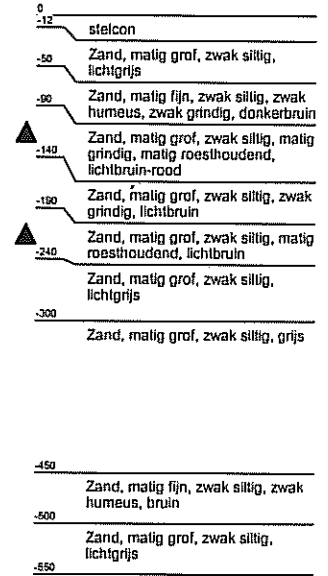 0
-12
stelcon
Zand, matig grof, zwak siltig,
-50
lichtgrijs
Zand, matig fijn, zwak siltig, zwak
-90
humeus, zwak grindig, donkerbruin
Zand, matig grof, zwak siltig, matig
-140
grindig, matig roesthoudend,
lichtbruin-rood
Zand, matig grof, zwak siltig, zwak
-190
grindig, lichtbruin
Zand, matig grof, zwak siltig, matig
-240
roesthoudend, lichtbruin
Zand, matig grof, zwak siltig,
lichtgrijs
-300
Zand, matig grof, zwak siltig, grijs
-450
Zand, matig fijn, zwak siltig, zwak
humeus, bruin
-500
Zand, matig grof, zwak siltig,
lichtgrijs
-550